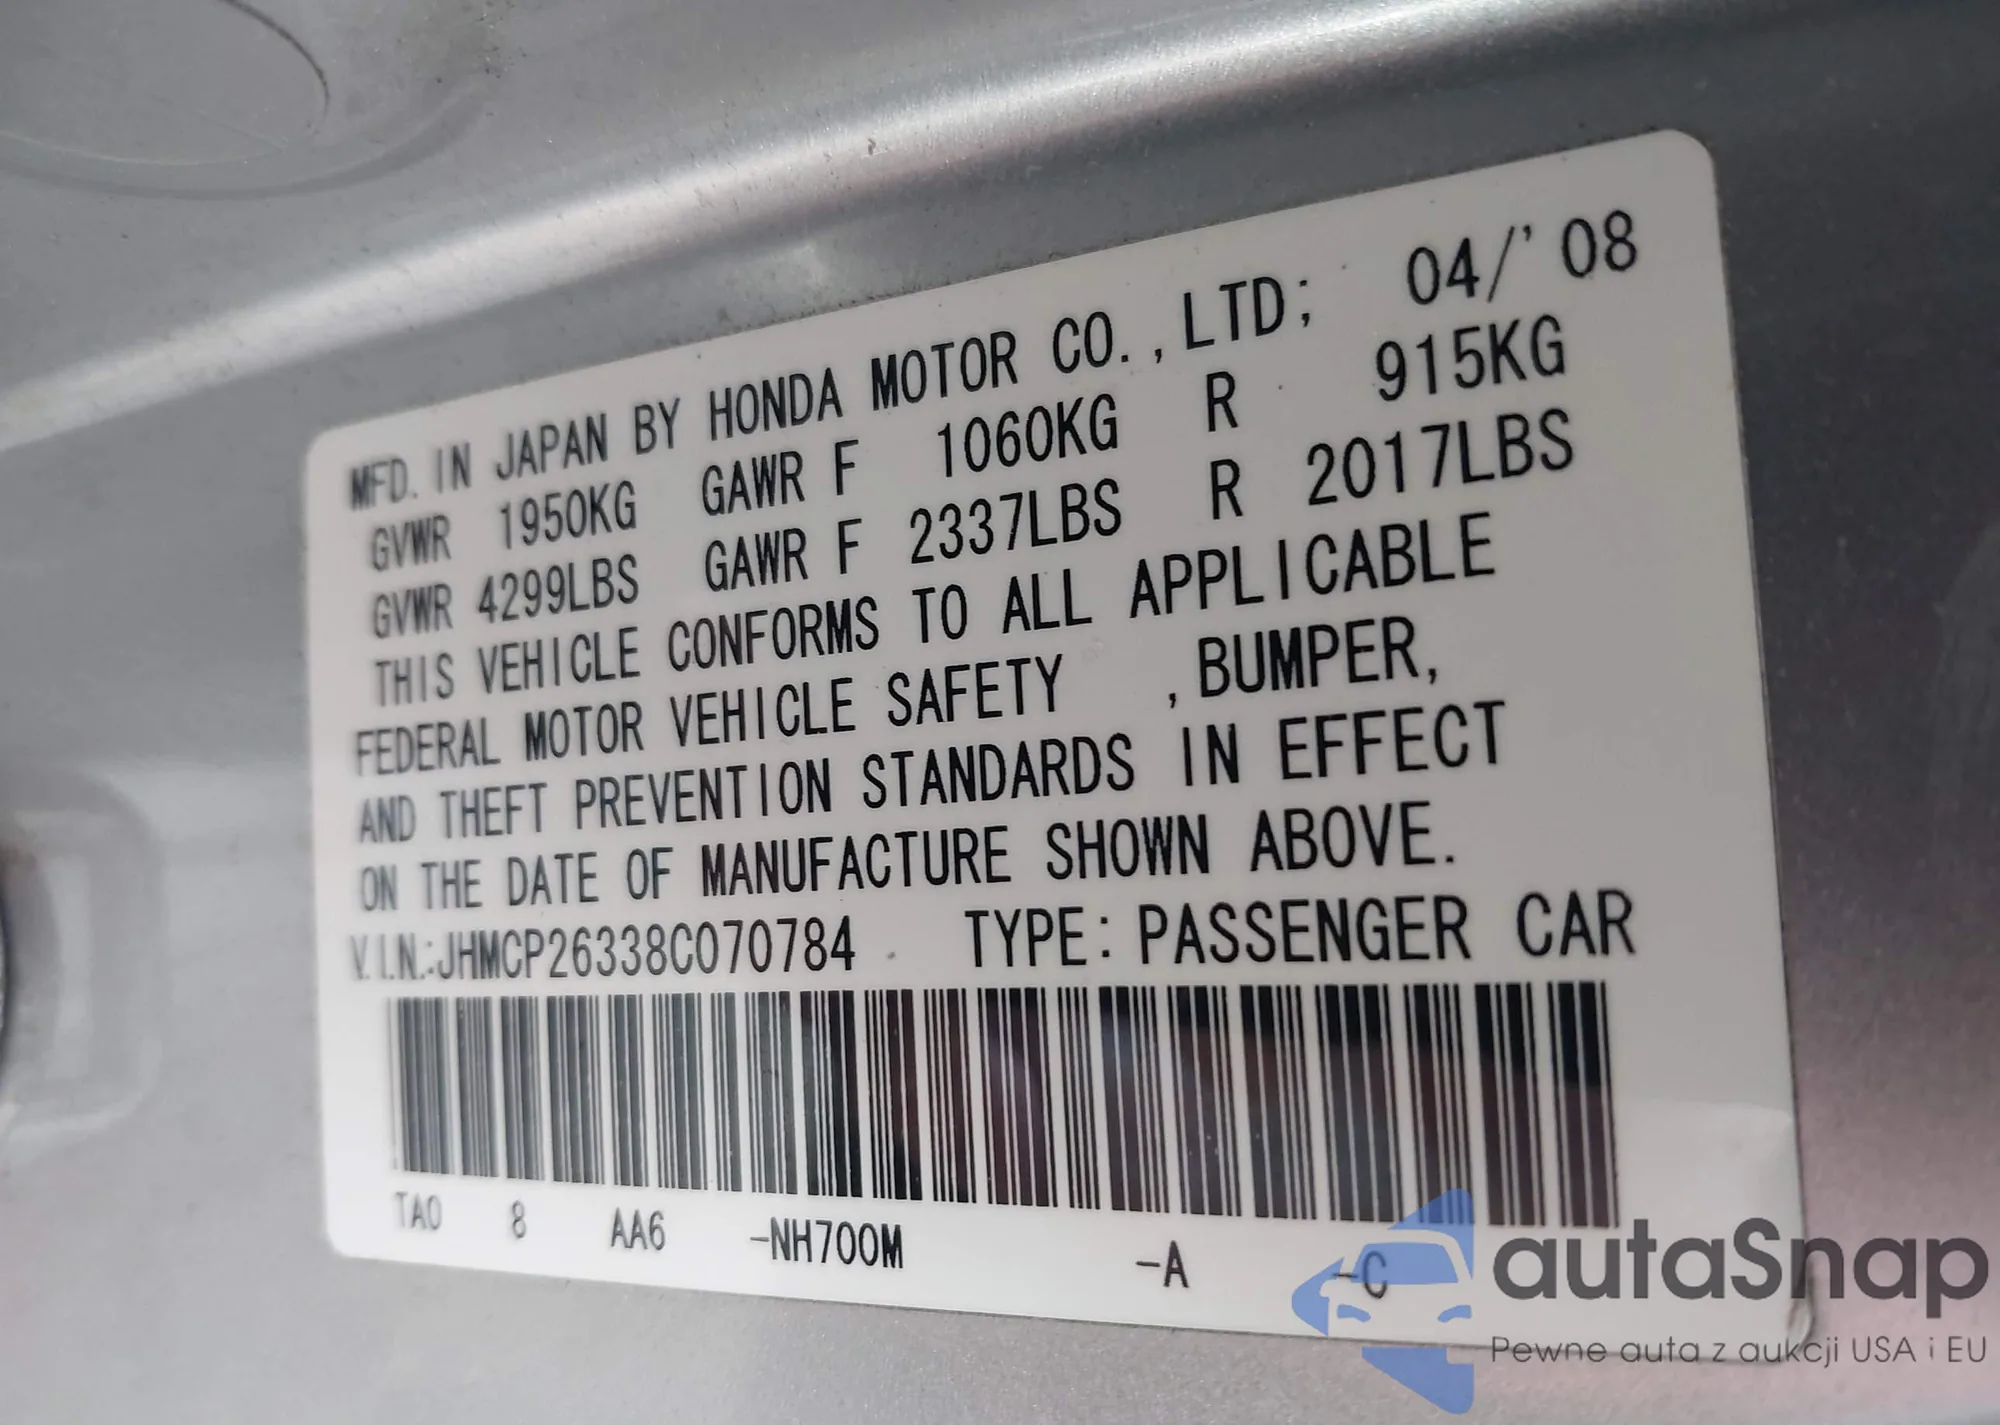 MFD. IN JAPAN BY HONDA MOTOR CO., LTD; 04/'08
GVWR 1950KG GAWR F 1060KG R 915KG
GVWR 4299LBS GAWR F 2337LBS R 2017LBS
THIS VEHICLE CONFORMS TO ALL APPLICABLE
FEDERAL MOTOR VEHICLE SAFETY , BUMPER,
AND THEFT PREVENTION STANDARDS IN EFFECT
ON THE DATE OF MANUFACTURE SHOWN ABOVE.
V.I.N.:JHMCP26338C070784 TYPE: PASSENGER CAR
TA0 8 AA6 -NH700M -A -C
autaSnap
Pewne auta z aukcji USA i EU